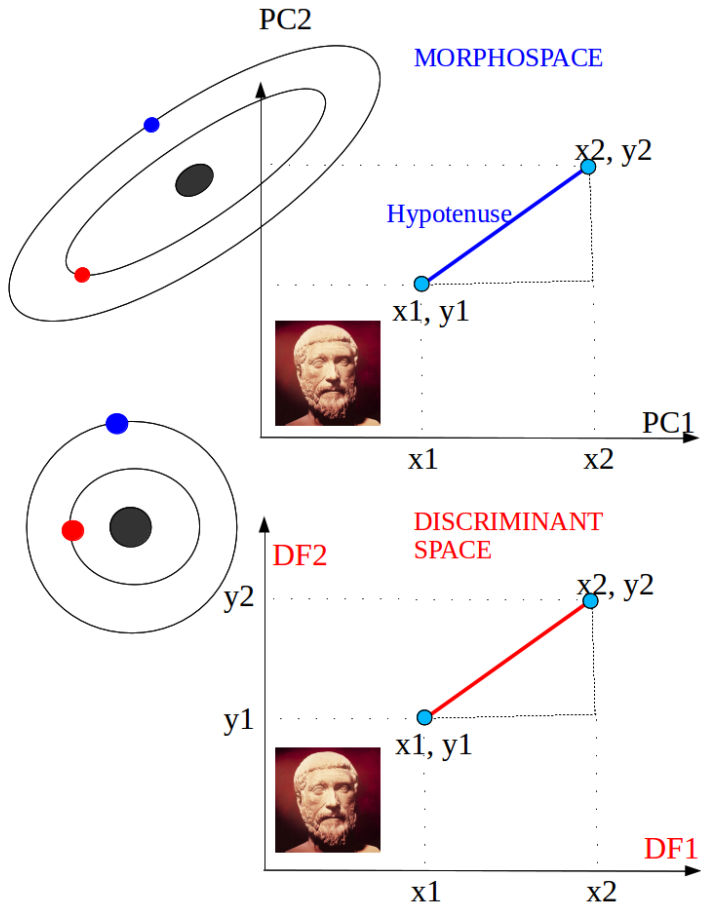 PC2
MORPHOSPACE
x2, y2
Hypotenuse
x1, y1
PC1
x1
x2
DISCRIMINANT
SPACE
DF2
x2, y2
y2
y1
x1, y1
DF1
x1
x2